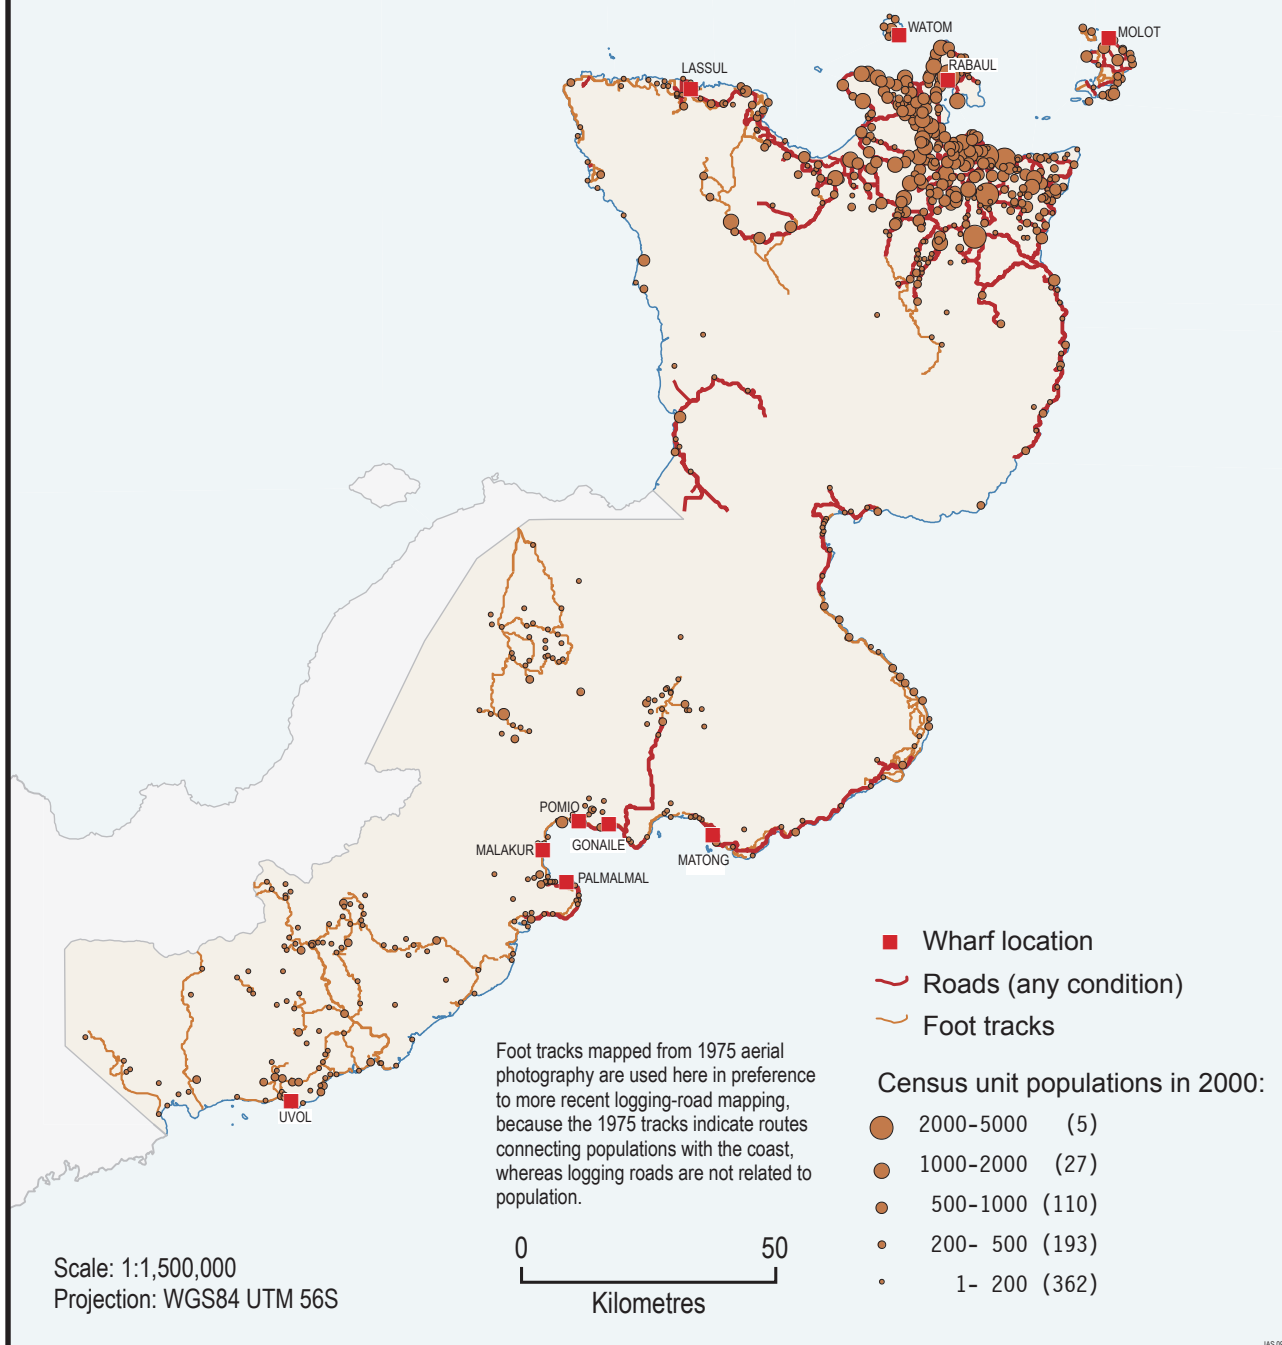 WATOM
MOLOT
LASSUL
RABAUL
POMIO
GONAILE
MALAKUR
MATONG
PALMALMAL
UVOL
Wharf location
Roads (any condition)
Foot tracks
Foot tracks mapped from 1975 aerial
photography are used here in preference
to more recent logging-road mapping,
because the 1975 tracks indicate routes
connecting populations with the coast,
whereas logging roads are not related to
population.
Census unit populations in 2000:
2000-5000 (5)
1000-2000 (27)
500-1000 (110)
200- 500 (193)
1- 200 (362)
0 50
Kilometres
Scale: 1:1,500,000
Projection: WGS84 UTM 56S